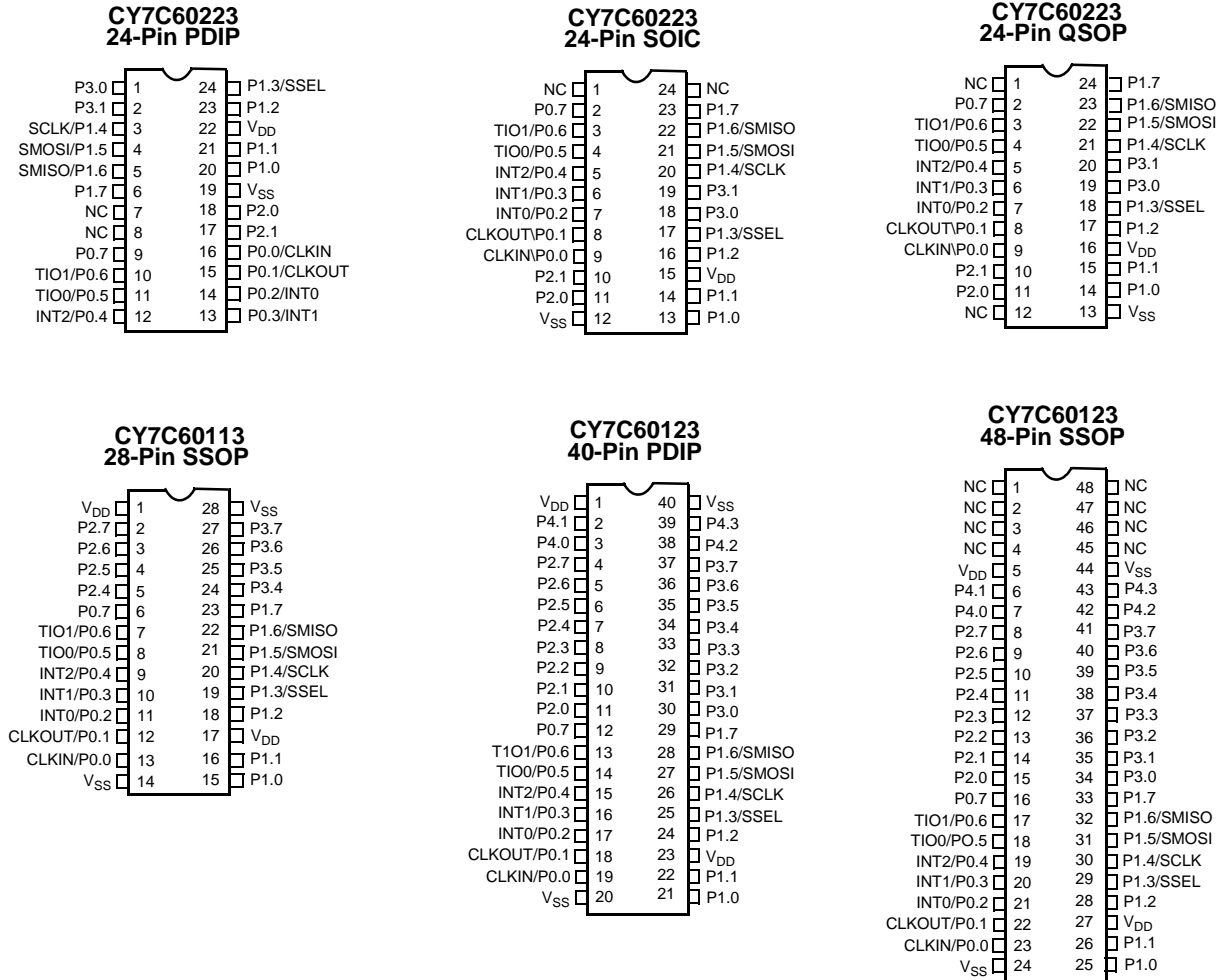 CY7C60223
24-Pin PDIP
P3.0 1 24 P1.3/SSEL
P3.1 2 23 P1.2
SCLK/P1.4 3 22 VDD
SMOSI/P1.5 4 21 P1.1
SMISO/P1.6 5 20 P1.0
P1.7 6 19 VSS
NC 7 18 P2.0
NC 8 17 P2.1
P0.7 9 16 P0.0/CLKIN
TIO1/P0.6 10 15 P0.1/CLKOUT
TIO0/P0.5 11 14 P0.2/INT0
INT2/P0.4 12 13 P0.3/INT1
CY7C60223
24-Pin SOIC
NC 1 24 NC
P0.7 2 23 P1.7
TIO1/P0.6 3 22 P1.6/SMISO
TIO0/P0.5 4 21 P1.5/SMOSI
INT2/P0.4 5 20 P1.4/SCLK
INT1/P0.3 6 19 P3.1
INT0/P0.2 7 18 P3.0
CLKOUT\P0.1 8 17 P1.3/SSEL
CLKIN\P0.0 9 16 P1.2
P2.1 10 15 VDD
P2.0 11 14 P1.1
VSS 12 13 P1.0
CY7C60223
24-Pin QSOP
NC 1 24 P1.7
P0.7 2 23 P1.6/SMISO
TIO1/P0.6 3 22 P1.5/SMOSI
TIO0/P0.5 4 21 P1.4/SCLK
INT2/P0.4 5 20 P3.1
INT1/P0.3 6 19 P3.0
INT0/P0.2 7 18 P1.3/SSEL
CLKOUT\P0.1 8 17 P1.2
CLKIN\P0.0 9 16 VDD
P2.1 10 15 P1.1
P2.0 11 14 P1.0
NC 12 13 VSS
CY7C60113
28-Pin SSOP
VDD 1 28 VSS
P2.7 2 27 P3.7
P2.6 3 26 P3.6
P2.5 4 25 P3.5
P2.4 5 24 P3.4
P0.7 6 23 P1.7
TIO1/P0.6 7 22 P1.6/SMISO
TIO0/P0.5 8 21 P1.5/SMOSI
INT2/P0.4 9 20 P1.4/SCLK
INT1/P0.3 10 19 P1.3/SSEL
INT0/P0.2 11 18 P1.2
CLKOUT/P0.1 12 17 VDD
CLKIN/P0.0 13 16 P1.1
VSS 14 15 P1.0
CY7C60123
40-Pin PDIP
VDD 1 40 VSS
P4.1 2 39 P4.3
P4.0 3 38 P4.2
P2.7 4 37 P3.7
P2.6 5 36 P3.6
P2.5 6 35 P3.5
P2.4 7 34 P3.4
P2.3 8 33 P3.3
P2.2 9 32 P3.2
P2.1 10 31 P3.1
P2.0 11 30 P3.0
P0.7 12 29 P1.7
T1O1/P0.6 13 28 P1.6/SMISO
TIO0/P0.5 14 27 P1.5/SMOSI
INT2/P0.4 15 26 P1.4/SCLK
INT1/P0.3 16 25 P1.3/SSEL
INT0/P0.2 17 24 P1.2
CLKOUT/P0.1 18 23 VDD
CLKIN/P0.0 19 22 P1.1
VSS 20 21 P1.0
CY7C60123
48-Pin SSOP
NC 1 48 NC
NC 2 47 NC
NC 3 46 NC
NC 4 45 NC
VDD 5 44 VSS
P4.1 6 43 P4.3
P4.0 7 42 P4.2
P2.7 8 41 P3.7
P2.6 9 40 P3.6
P2.5 10 39 P3.5
P2.4 11 38 P3.4
P2.3 12 37 P3.3
P2.2 13 36 P3.2
P2.1 14 35 P3.1
P2.0 15 34 P3.0
P0.7 16 33 P1.7
TIO1/P0.6 17 32 P1.6/SMISO
TIO0/PO.5 18 31 P1.5/SMOSI
INT2/P0.4 19 30 P1.4/SCLK
INT1/P0.3 20 29 P1.3/SSEL
INT0/P0.2 21 28 P1.2
CLKOUT/P0.1 22 27 VDD
CLKIN/P0.0 23 26 P1.1
VSS 24 25 P1.0